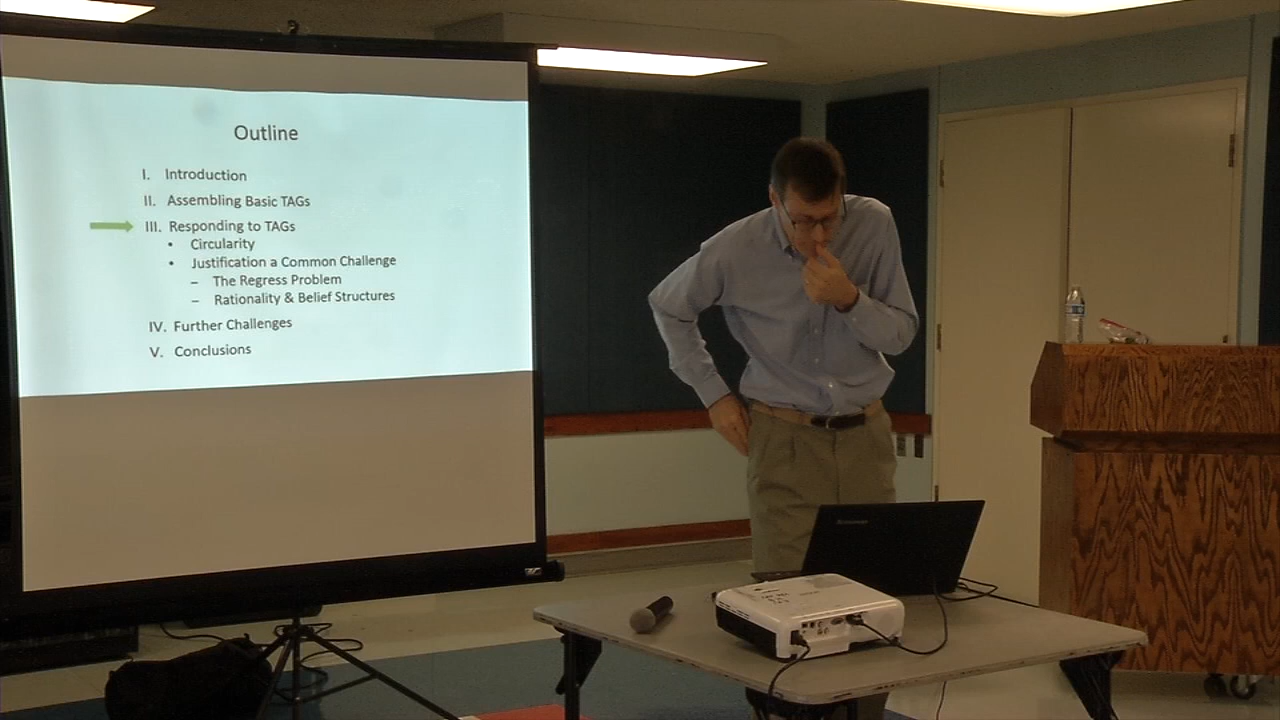 Outline
I. Introduction
II. Assembling Basic TAGs
III. Responding to TAGs
• Circularity
• Justification a Common Challenge
– The Regress Problem
– Rationality & Belief Structures
IV. Further Challenges
V. Conclusions
lenovo